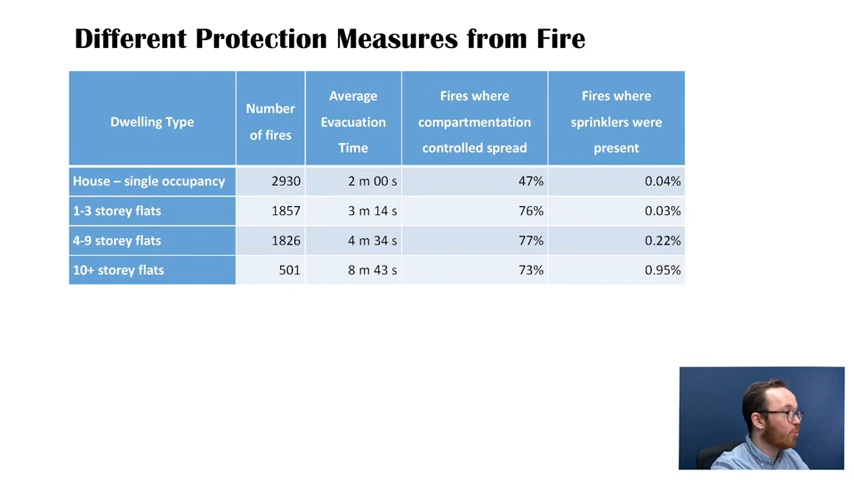 Different Protection Measures from Fire
Dwelling Type
Number
of fires
Average
Evacuation
Time
Fires where
compartmentation
controlled spread
Fires where
sprinklers were
present
House – single occupancy 2930 2 m 00 s 47% 0.04%
1-3 storey flats 1857 3 m 14 s 76% 0.03%
4-9 storey flats 1826 4 m 34 s 77% 0.22%
10+ storey flats 501 8 m 43 s 73% 0.95%